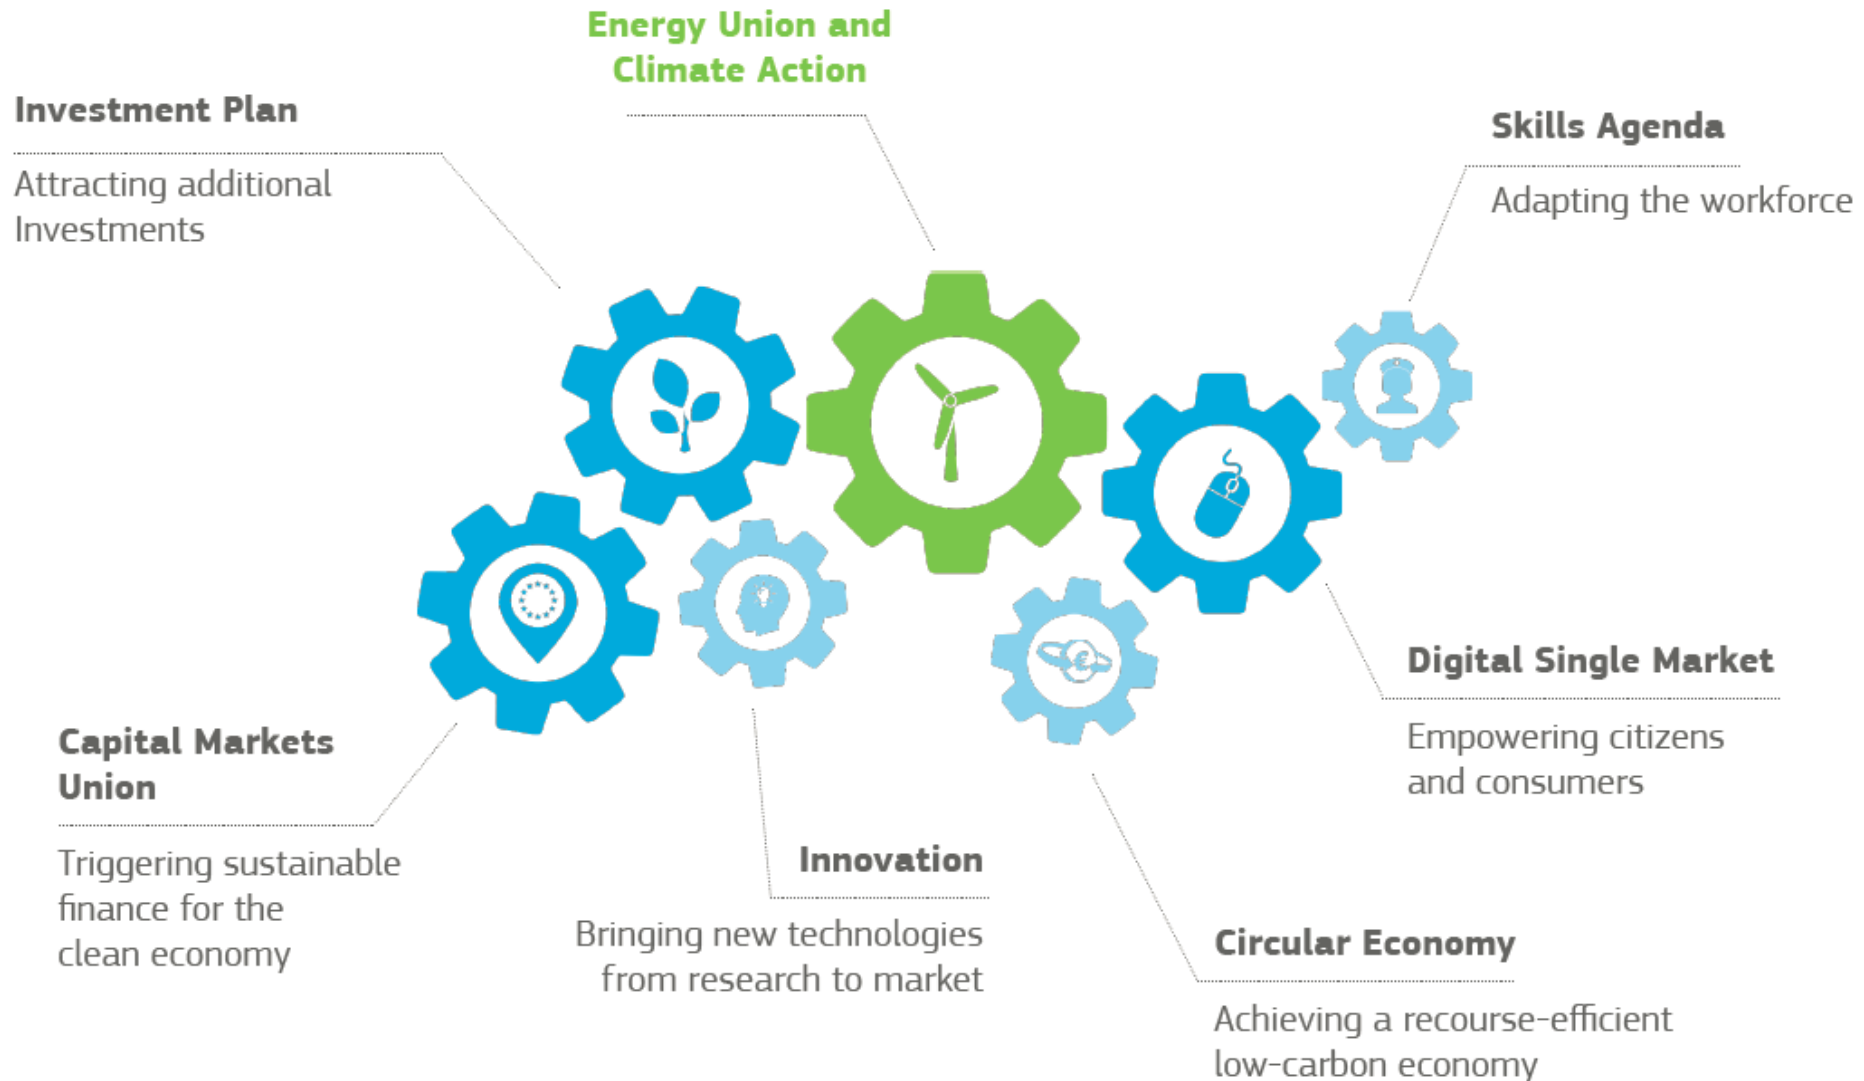 Energy Union and
Climate Action
Investment Plan
Attracting additional
Investments
Skills Agenda
Adapting the workforce
Digital Single Market
Empowering citizens
and consumers
Capital Markets
Union
Triggering sustainable
finance for the
clean economy
Innovation
Bringing new technologies
from research to market
Circular Economy
Achieving a recourse-efficient
low-carbon economy